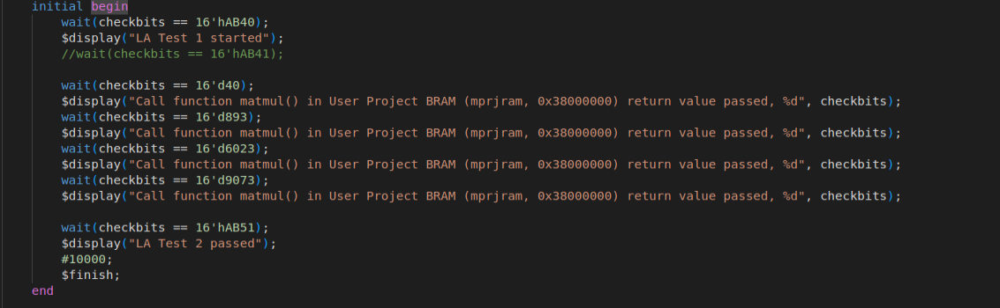 initial begin
wait(checkbits == 16'hAB40);
$display("LA Test 1 started");
//wait(checkbits == 16'hAB41);
wait(checkbits == 16'd40);
$display("Call function matmul() in User Project BRAM (mprjram, 0x38000000) return value passed, %d", checkbits);
wait(checkbits == 16'd893);
$display("Call function matmul() in User Project BRAM (mprjram, 0x38000000) return value passed, %d", checkbits);
wait(checkbits == 16'd6023);
$display("Call function matmul() in User Project BRAM (mprjram, 0x38000000) return value passed, %d", checkbits);
wait(checkbits == 16'd9073);
$display("Call function matmul() in User Project BRAM (mprjram, 0x38000000) return value passed, %d", checkbits);
wait(checkbits == 16'hAB51);
$display("LA Test 2 passed");
#10000;
$finish;
end